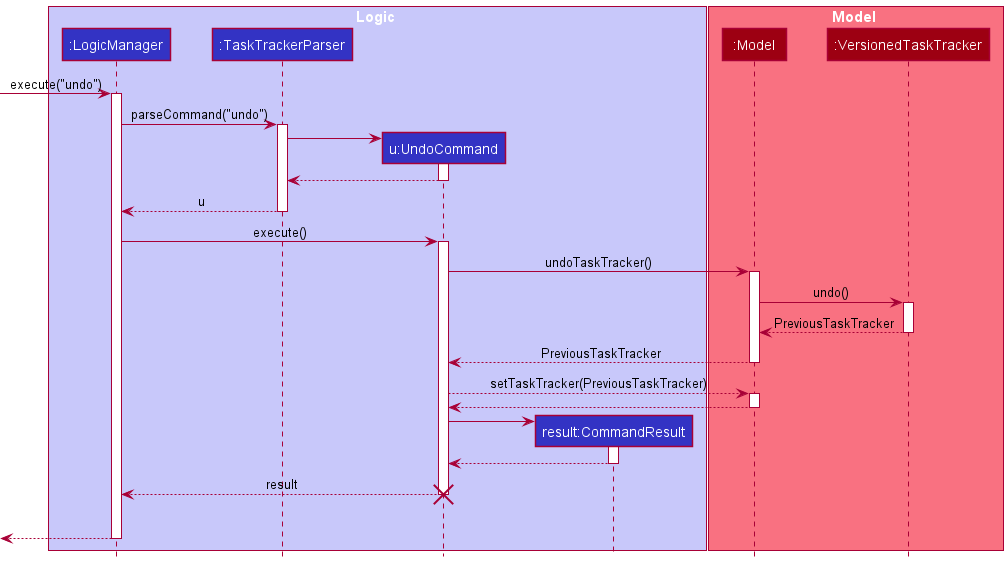 Logic
Model
:LogicManager
:TaskTrackerParser
:Model
:VersionedTaskTracker
execute("undo")
parseCommand("undo")
u:UndoCommand
u
execute()
undoTaskTracker()
undo()
PreviousTaskTracker
PreviousTaskTracker
setTaskTracker(PreviousTaskTracker)
result:CommandResult
result